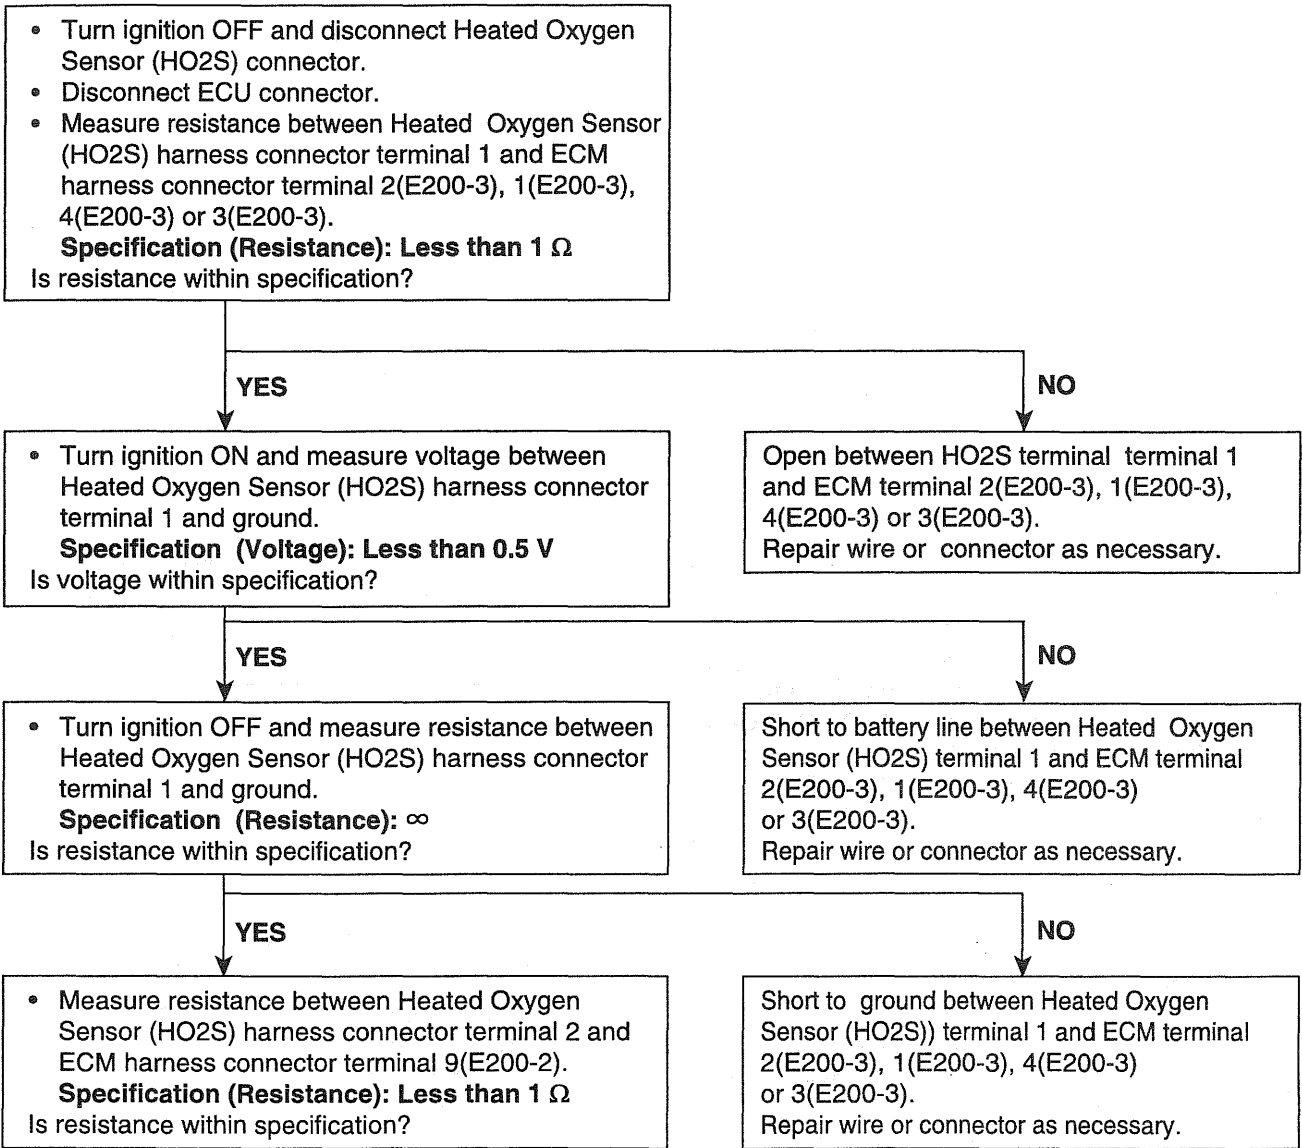 • Turn ignition OFF and disconnect Heated Oxygen
Sensor (HO2S) connector.
• Disconnect ECU connector.
• Measure resistance between Heated Oxygen Sensor
(HO2S) harness connector terminal 1 and ECM
harness connector terminal 2(E200-3), 1(E200-3),
4(E200-3) or 3(E200-3).
Specification (Resistance): Less than 1 Ω
Is resistance within specification?
YES
NO
• Turn ignition ON and measure voltage between
Heated Oxygen Sensor (HO2S) harness connector
terminal 1 and ground.
Specification (Voltage): Less than 0.5 V
Is voltage within specification?
Open between HO2S terminal terminal 1
and ECM terminal 2(E200-3), 1(E200-3),
4(E200-3) or 3(E200-3).
Repair wire or connector as necessary.
YES
NO
• Turn ignition OFF and measure resistance between
Heated Oxygen Sensor (HO2S) harness connector
terminal 1 and ground.
Specification (Resistance): ∞
Is resistance within specification?
Short to battery line between Heated Oxygen
Sensor (HO2S) terminal 1 and ECM terminal
2(E200-3), 1(E200-3), 4(E200-3)
or 3(E200-3).
Repair wire or connector as necessary.
YES
NO
• Measure resistance between Heated Oxygen
Sensor (HO2S) harness connector terminal 2 and
ECM harness connector terminal 9(E200-2).
Specification (Resistance): Less than 1 Ω
Is resistance within specification?
Short to ground between Heated Oxygen
Sensor (HO2S)) terminal 1 and ECM terminal
2(E200-3), 1(E200-3), 4(E200-3)
or 3(E200-3).
Repair wire or connector as necessary.